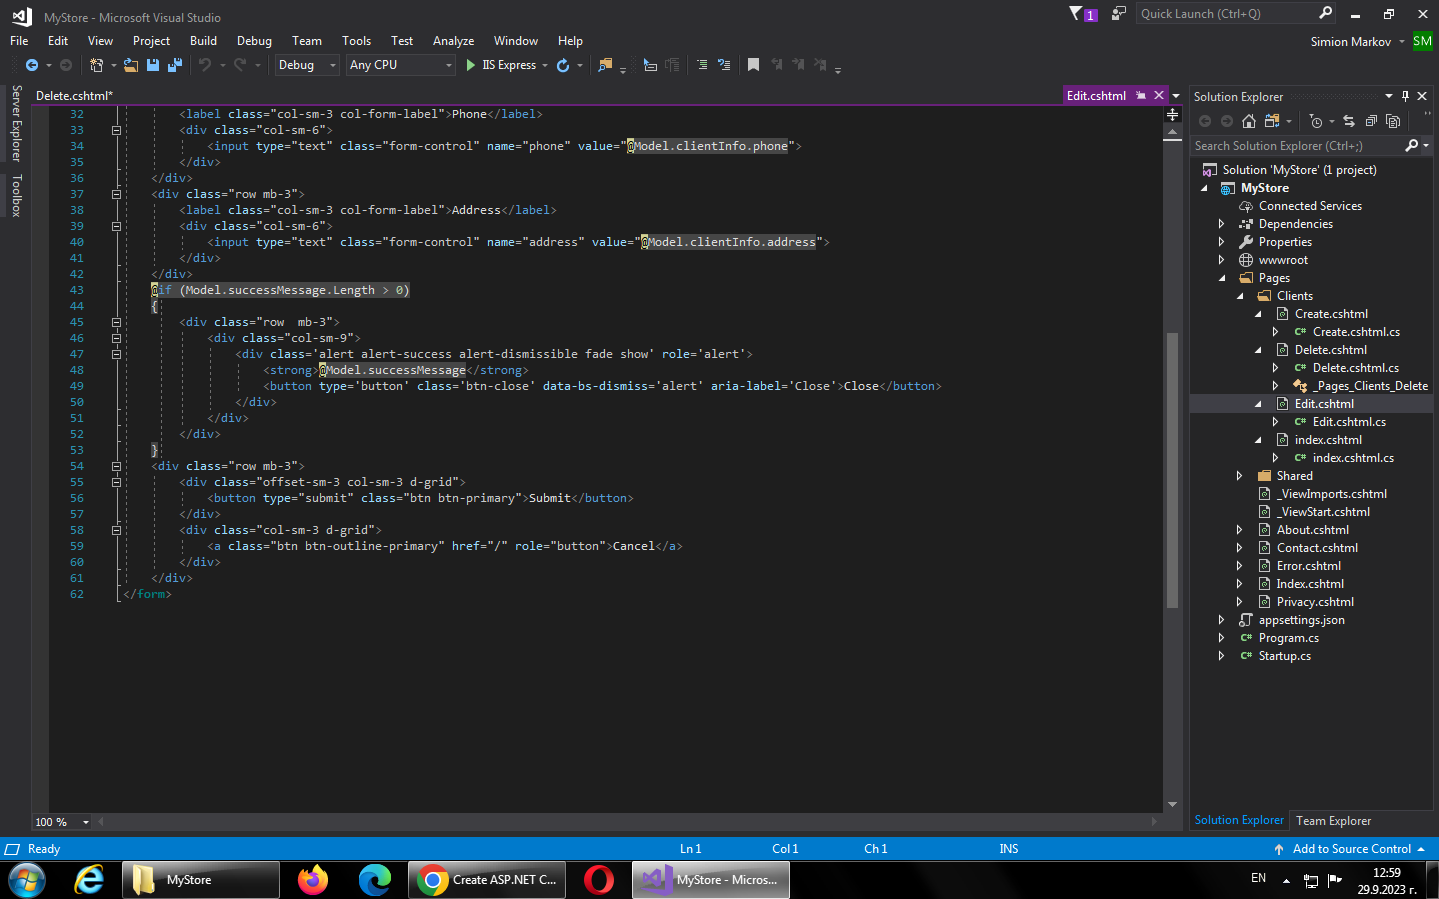 MyStore - Microsoft Visual Studio
1
Quick Launch (Ctrl+Q)
File Edit View Project Build Debug Team Tools Test Analyze Window Help
Simion Markov SM
Debug Any CPU IIS Express
Server Explorer
Toolbox
Delete.cshtml*
Edit.cshtml
32 <label class="col-sm-3 col-form-label">Phone</label>
33 <div class="col-sm-6">
34 <input type="text" class="form-control" name="phone" value="@Model.clientInfo.phone">
35 </div>
36 </div>
37 <div class="row mb-3">
38 <label class="col-sm-3 col-form-label">Address</label>
39 <div class="col-sm-6">
40 <input type="text" class="form-control" name="address" value="@Model.clientInfo.address">
41 </div>
42 </div>
43 @if (Model.successMessage.Length > 0)
44 {
45 <div class="row  mb-3">
46 <div class="col-sm-9">
47 <div class='alert alert-success alert-dismissible fade show' role='alert'>
48 <strong>@Model.successMessage</strong>
49 <button type='button' class='btn-close' data-bs-dismiss='alert' aria-label='Close'>Close</button>
50 </div>
51 </div>
52 </div>
53 }
54 <div class="row mb-3">
55 <div class="offset-sm-3 col-sm-3 d-grid">
56 <button type="submit" class="btn btn-primary">Submit</button>
57 </div>
58 <div class="col-sm-3 d-grid">
59 <a class="btn btn-outline-primary" href="/" role="button">Cancel</a>
60 </div>
61 </div>
62 </form>
100 %
Solution Explorer
Search Solution Explorer (Ctrl+;)
Solution 'MyStore' (1 project)
MyStore
Connected Services
Dependencies
Properties
wwwroot
Pages
Clients
Create.cshtml
C# Create.cshtml.cs
Delete.cshtml
C# Delete.cshtml.cs
_Pages_Clients_Delete
Edit.cshtml
C# Edit.cshtml.cs
index.cshtml
C# index.cshtml.cs
Shared
_ViewImports.cshtml
_ViewStart.cshtml
About.cshtml
Contact.cshtml
Error.cshtml
Index.cshtml
Privacy.cshtml
appsettings.json
C# Program.cs
C# Startup.cs
Solution Explorer Team Explorer
Ready Ln 1 Col 1 Ch 1 INS Add to Source Control
MyStore
Create ASP.NET C...
MyStore - Micros...
EN
12:59
29.9.2023 г.